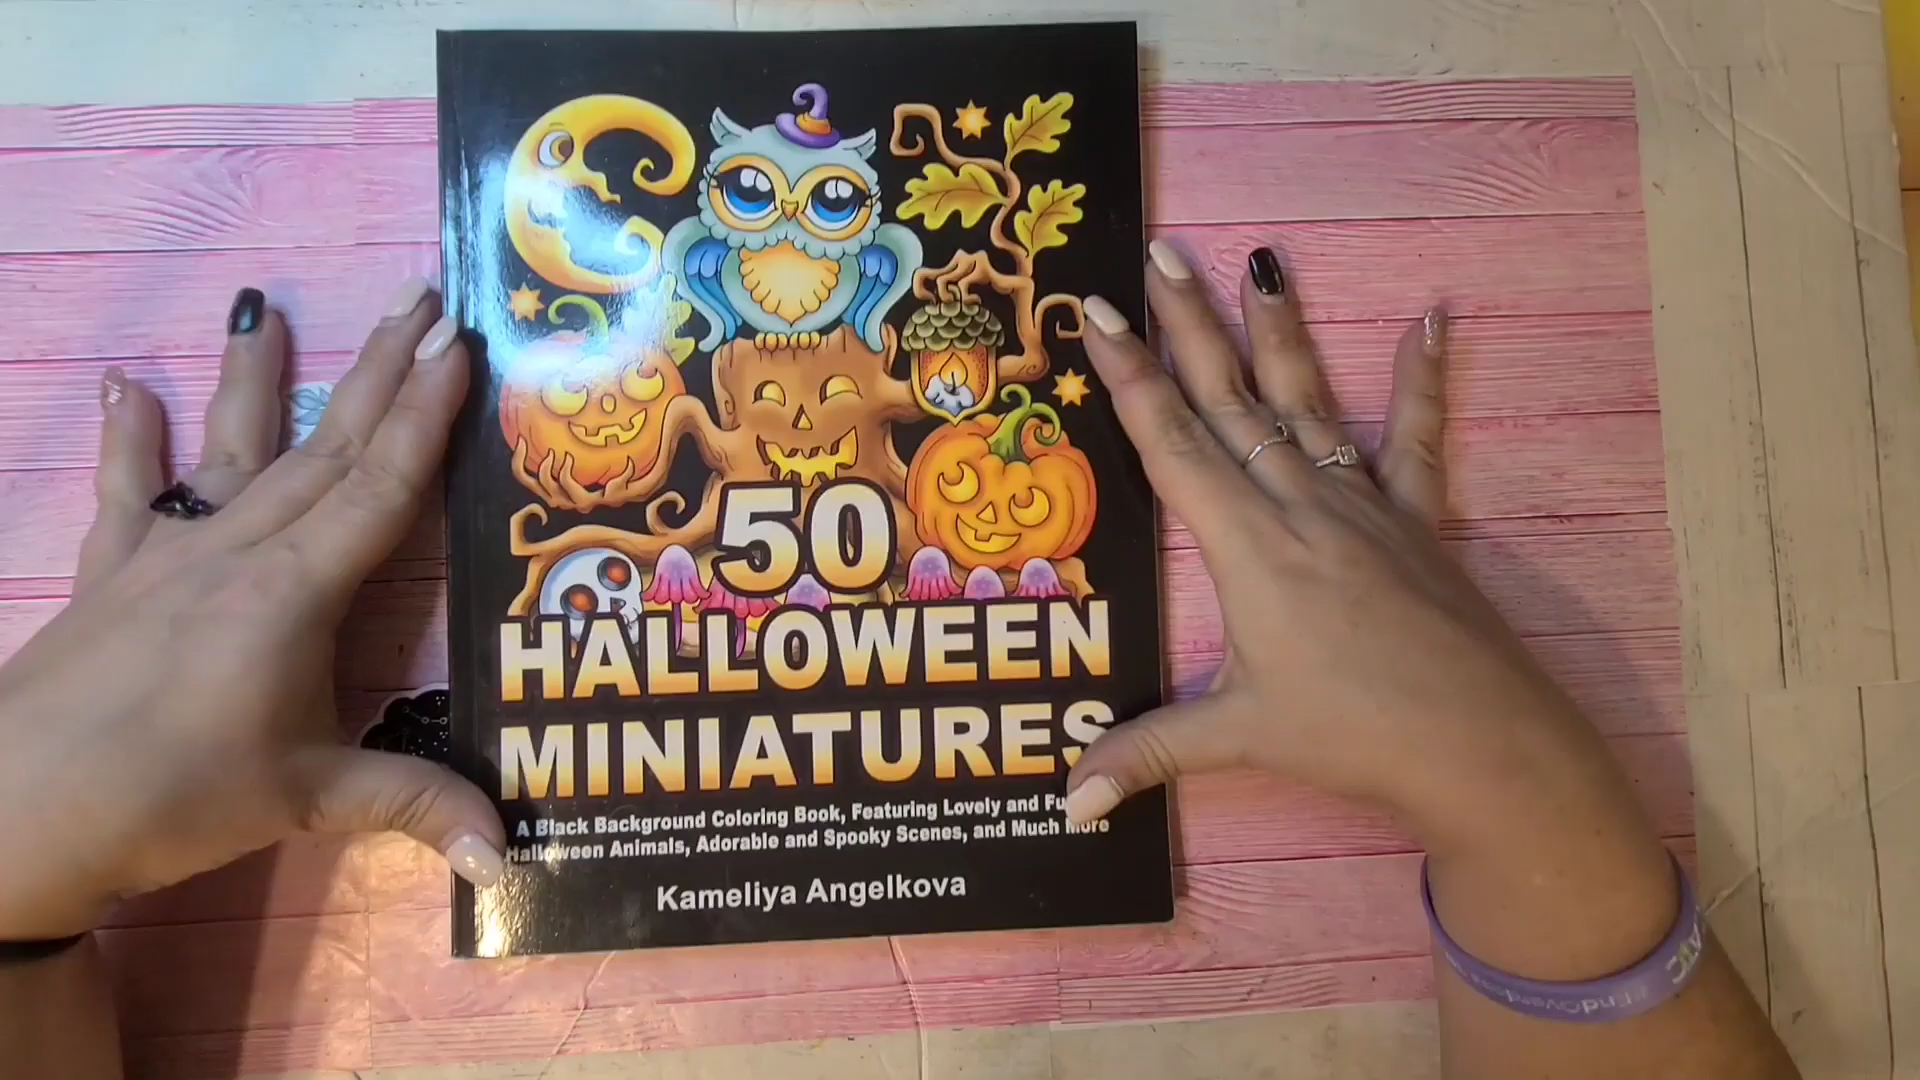 50
HALLOWEEN
MINIATURES
A Black Background Coloring Book, Featuring Lovely and
Halloween Animals, Adorable and Spooky Scenes, and Much More
Kameliya Angelkova